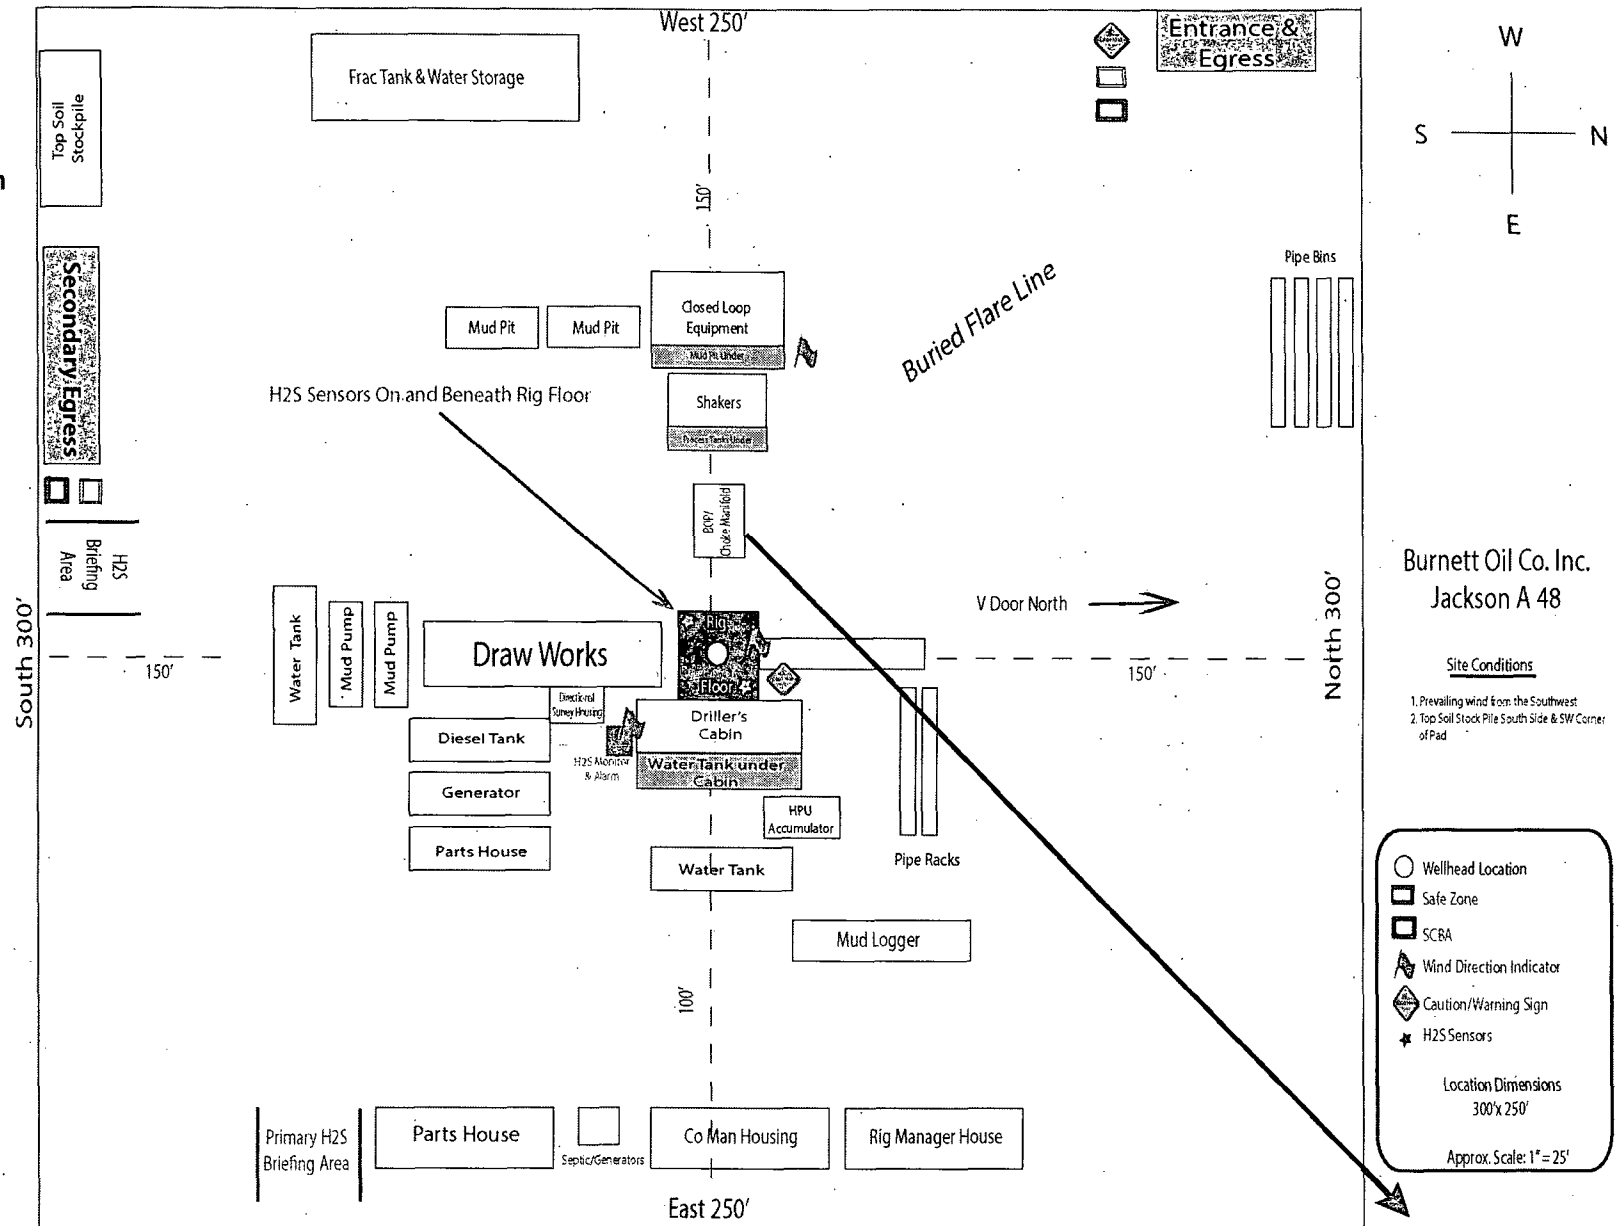 West 250'
Entrance &
Egress
W
S
N
E
Frac Tank & Water Storage
Top Soil
Stockpile
n
150'
Secondary Egress
Pipe Bins
Closed Loop
Equipment
Mud Pit Under
Mud Pit
Mud Pit
Buried Flare Line
H2S Sensors On and Beneath Rig Floor
Shakers
Process Tanks Under
BOP/
Choke Manifold
H2S
Briefing
Area
Burnett Oil Co. Inc.
Jackson A 48
V Door North
South 300'
150'
Water Tank
Mud Pump
Mud Pump
Draw Works
Rig
Floor
150'
North 300'
Site Conditions
1. Prevailing wind from the Southwest
2. Top Soil Stock Pile South Side & SW Corner
of Pad
Directional
Survey Housing
Driller's
Cabin
Diesel Tank
H2S Monitor
& Alarm
Water Tank under
Cabin
Generator
HPU
Accumulator
Parts House
Water Tank
Pipe Racks
Mud Logger
Wellhead Location
Safe Zone
SCBA
Wind Direction Indicator
Caution/Warning Sign
H2S Sensors
Location Dimensions
300'x 250'
Approx. Scale: 1" = 25'
100'
Primary H2S
Briefing Area
Parts House
Septic/Generators
Co Man Housing
Rig Manager House
East 250'